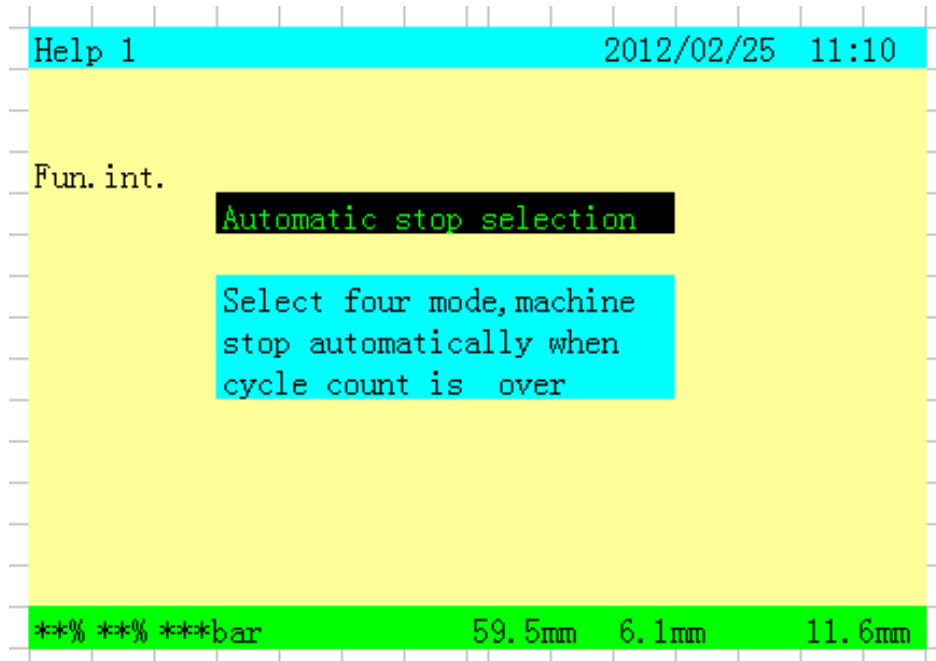 Help 1 2012/02/25 11:10
Fun.int.
Automatic stop selection
Select four mode,machine
stop automatically when
cycle count is over
**% **% ***bar 59.5mm 6.1mm 11.6mm